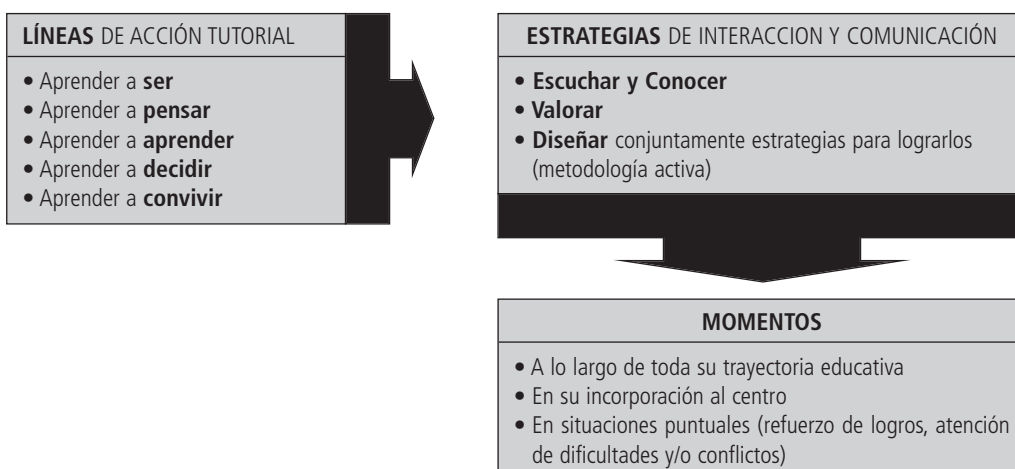 LÍNEAS DE ACCIÓN TUTORIAL
• Aprender a ser
• Aprender a pensar
• Aprender a aprender
• Aprender a decidir
• Aprender a convivir
ESTRATEGIAS DE INTERACCION Y COMUNICACIÓN
• Escuchar y Conocer
• Valorar
• Diseñar conjuntamente estrategias para lograrlos
(metodología activa)
MOMENTOS
• A lo largo de toda su trayectoria educativa
• En su incorporación al centro
• En situaciones puntuales (refuerzo de logros, atención
de dificultades y/o conflictos)